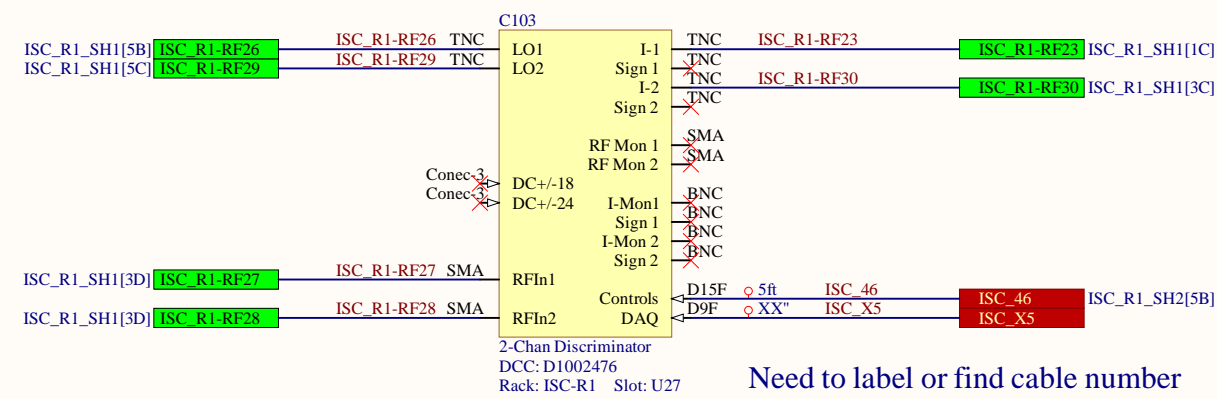 C103
ISC_R1_SH1[5B] ISC_R1-RF26 ISC_R1-RF26 TNC LO1 I-1 TNC ISC_R1-RF23 ISC_R1-RF23 ISC_R1_SH1[1C]
ISC_R1_SH1[5C] ISC_R1-RF29 ISC_R1-RF29 TNC LO2 Sign 1 TNC
I-2 TNC ISC_R1-RF30 ISC_R1-RF30 ISC_R1_SH1[3C]
Sign 2 TNC
RF Mon 1 SMA
RF Mon 2 SMA
Conec-3 DC+/-18
Conec-3 DC+/-24 I-Mon1 BNC
Sign 1 BNC
I-Mon 2 BNC
Sign 2 BNC
ISC_R1_SH1[3D] ISC_R1-RF27 ISC_R1-RF27 SMA RFIn1
Controls D15F 5ft ISC_46 ISC_46 ISC_R1_SH2[5B]
ISC_R1_SH1[3D] ISC_R1-RF28 ISC_R1-RF28 SMA RFIn2 DAQ D9F XX" ISC_X5 ISC_X5
2-Chan Discriminator
DCC: D1002476
Rack: ISC-R1 Slot: U27
Need to label or find cable number